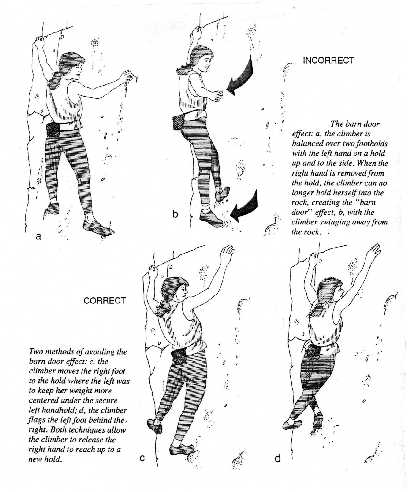 INCORRECT
The barn door
effect: a. the climber is
balanced over two footholds
with the left hand on a hold
up and to the side. When the
right hand is removed from
the hold, the climber can no
longer hold herself into the
rock, creating the "barn
door" effect, b, with the
climber swinging away from
the rock.
a
b
CORRECT
Two methods of avoiding the
barn door effect: c. the
climber moves the right foot
to the hold where the left was
to keep her weight more
centered under the secure
left handhold; d, the climber
flags the left foot behind the
right. Both techniques allow
the climber to release the
right hand to reach up to a
new hold.
c
d